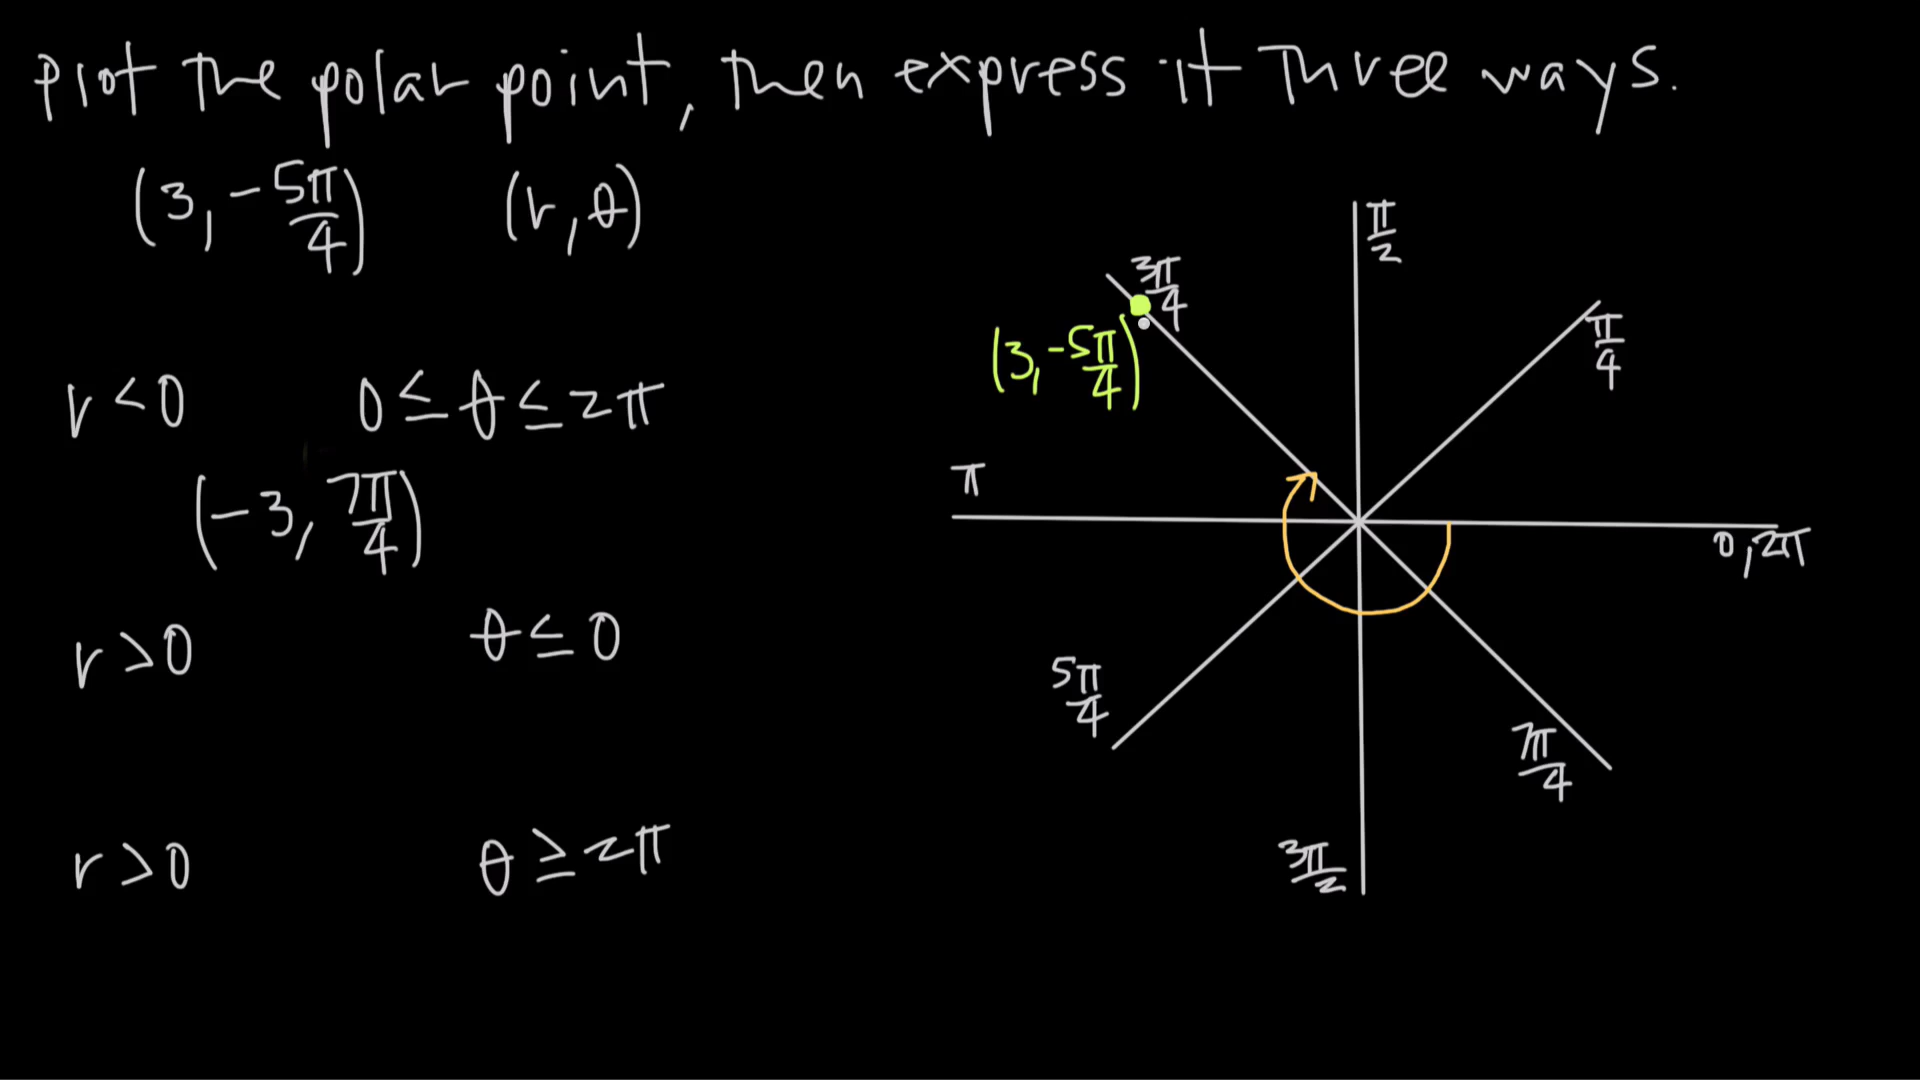 Plot the polar point, then express it three ways.
(3, -5π/4) (r, θ)
r < 0 0 ≤ θ ≤ 2π
(-3, 7π/4)
r > 0 θ ≤ 0
r > 0 θ ≥ 2π
π/2
3π/4
π/4
(3, -5π/4)
π
0, 2π
5π/4
7π/4
3π/2